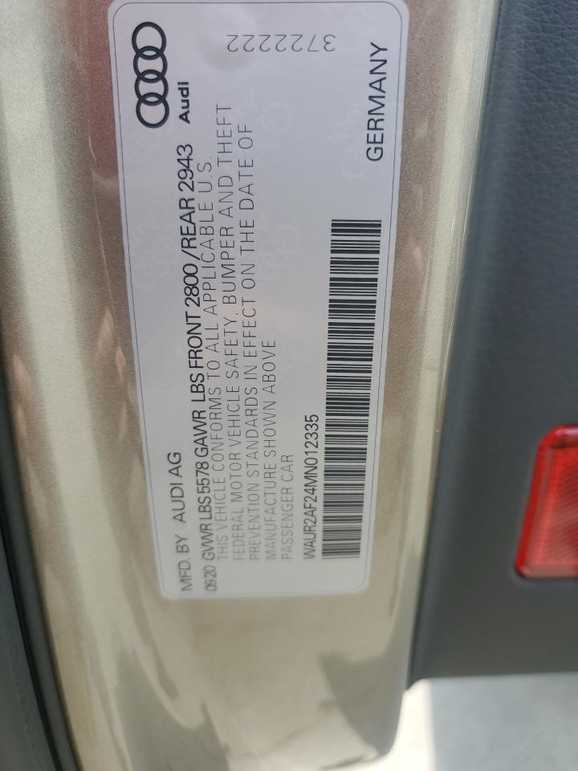 MFD. BY AUDI AG
09/20 GVWR LBS 5578 GAWR LBS FRONT 2800/REAR 2943
THIS VEHICLE CONFORMS TO ALL APPLICABLE U.S.
FEDERAL MOTOR VEHICLE SAFETY, BUMPER AND THEFT
PREVENTION STANDARDS IN EFFECT ON THE DATE OF
MANUFACTURE SHOWN ABOVE
PASSENGER CAR
WAUR2AF24MN012335
GERMANY
Audi
3722222